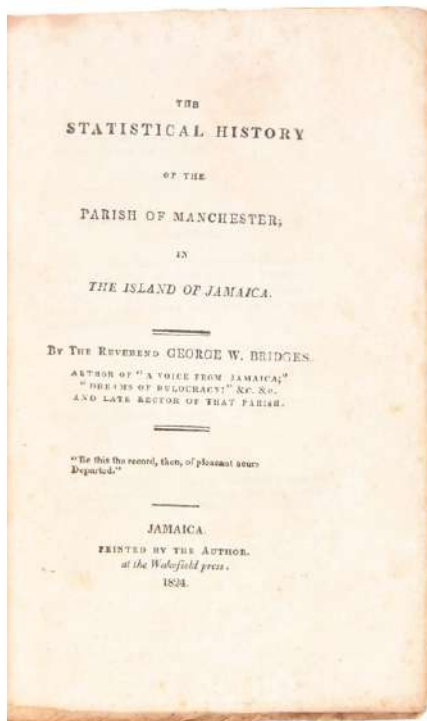 THE
STATISTICAL HISTORY
OF THE
PARISH OF MANCHESTER;
IN
THE ISLAND OF JAMAICA.
BY THE REVEREND GEORGE W. BRIDGES.
AUTHOR OF "A VOICE FROM JAMAICA;"
"DREAMS OF DULOCRACY;" &c. &c.
AND LATE RECTOR OF THAT PARISH.
"Be this the record, then, of pleasant hours
Departed."
JAMAICA.
PRINTED BY THE AUTHOR.
at the Wakefield press.
1824.